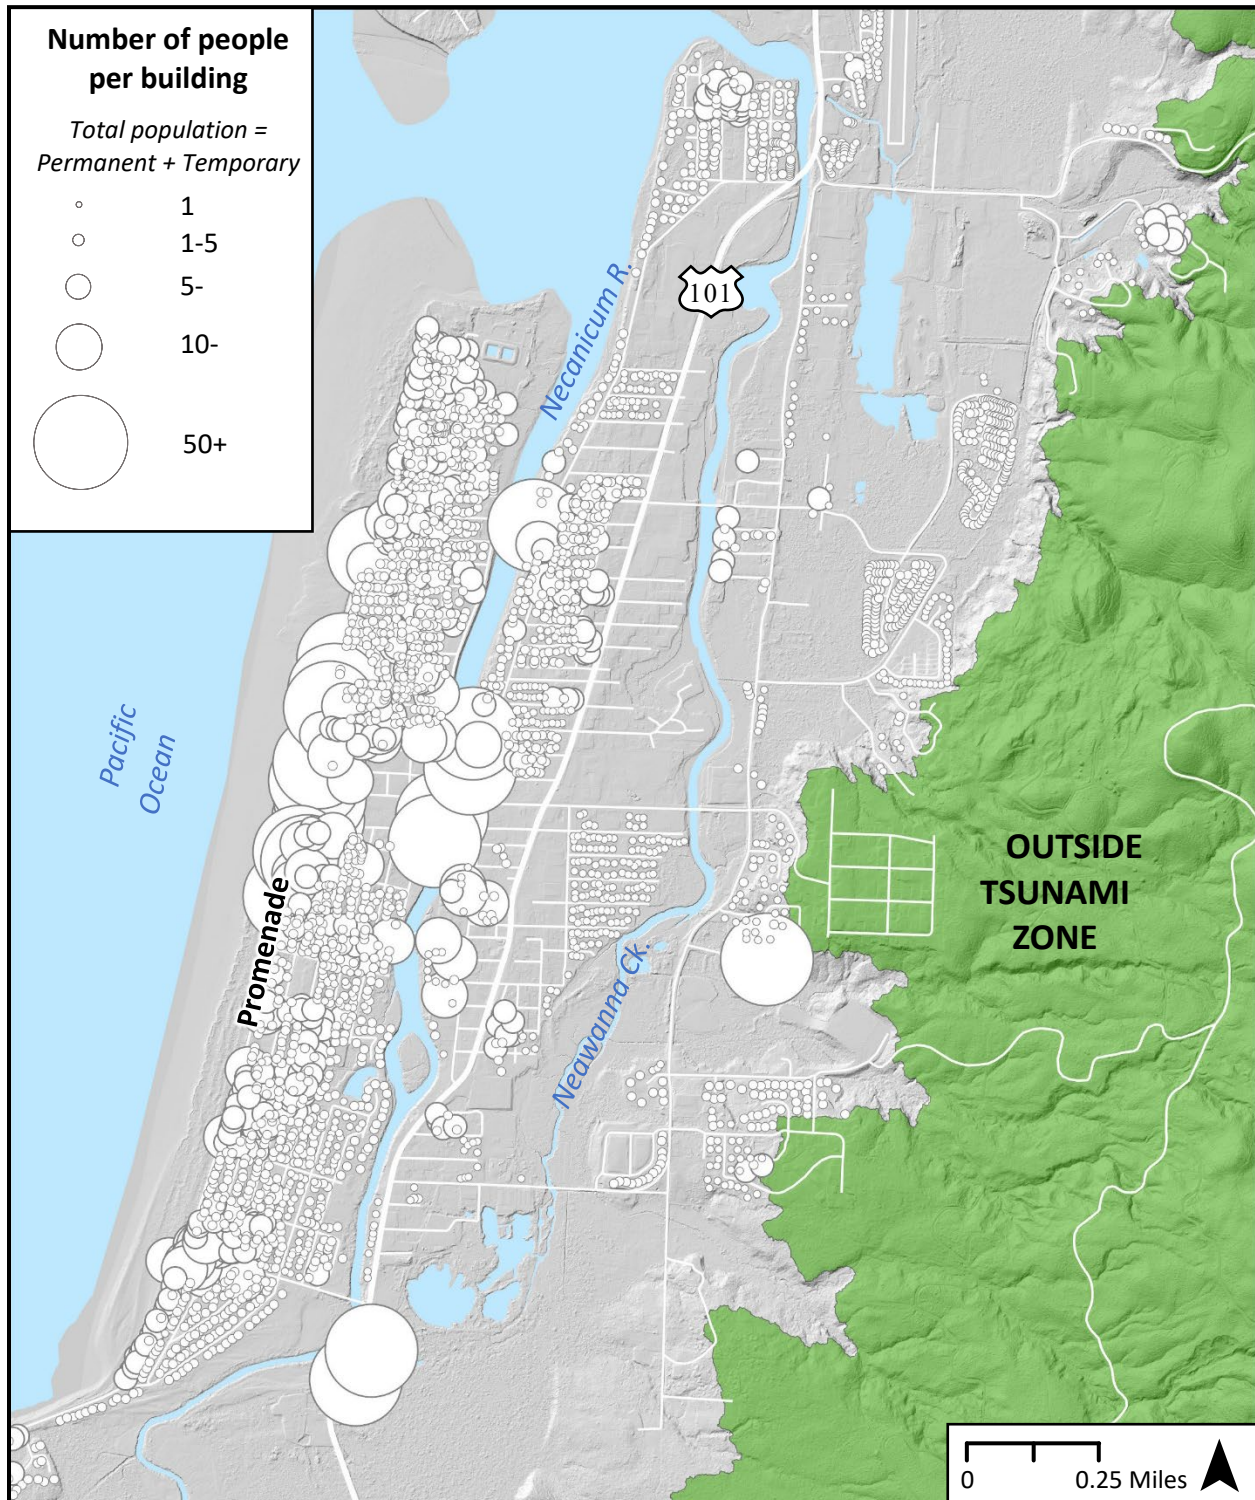 Number of people
per building
Total population =
Permanent + Temporary
1
1-5
5-
10-
50+
Necanicum R.
101
Pacific
Ocean
Promenade
OUTSIDE
TSUNAMI
ZONE
Neawanna Ck.
0
0.25 Miles